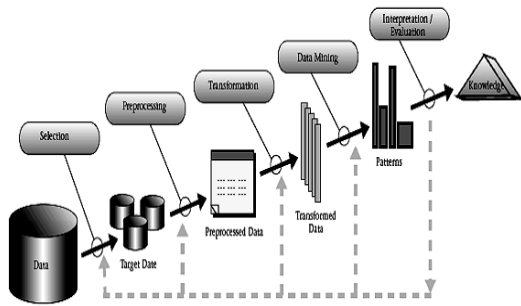 Interpretation /
Evaluation
Data Mining
Transformation
Preprocessing
Selection
Knowledge
Patterns
Transformed
Data
Preprocessed Data
Target Date
Data